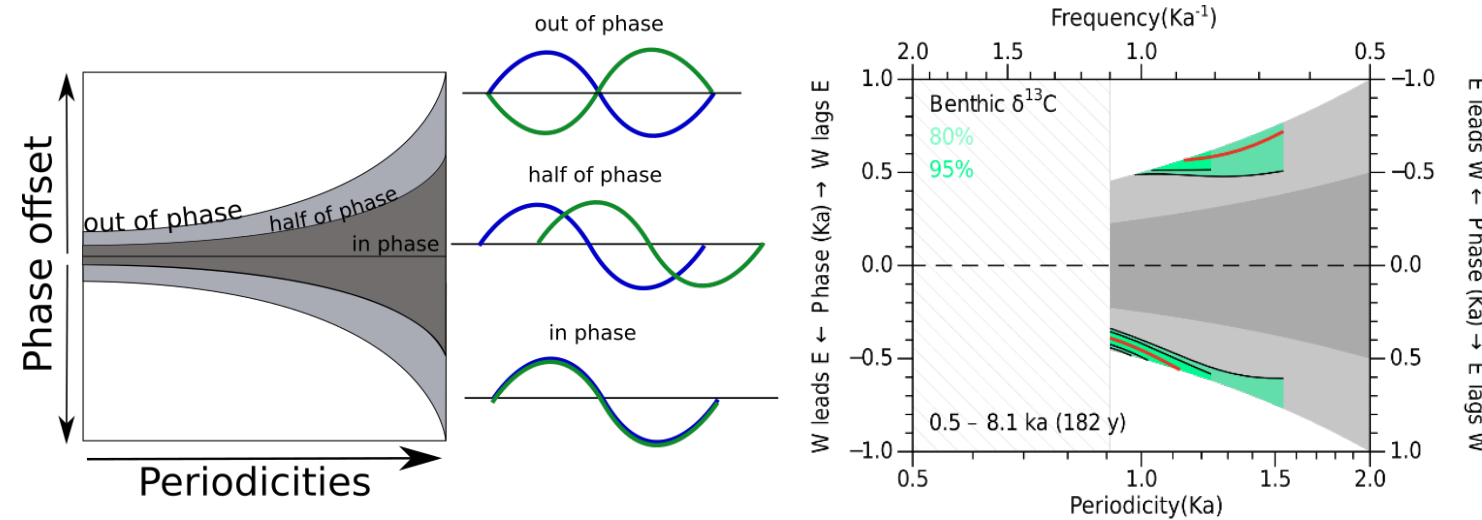 out of phase
half of phase
in phase
Phase offset
Periodicities
out of phase
half of phase
in phase
Frequency(Ka-1)
2.0 1.5 1.0 0.5
W leads E ← Phase (Ka) → W lags E
1.0
0.5
0.0
−0.5
−1.0
Benthic δ13C
80%
95%
0.5 – 8.1 ka (182 y)
−1.0
−0.5
0.0
0.5
1.0
E leads W ← Phase (Ka) → E lags W
0.5 1.0 1.5 2.0
Periodicity(Ka)